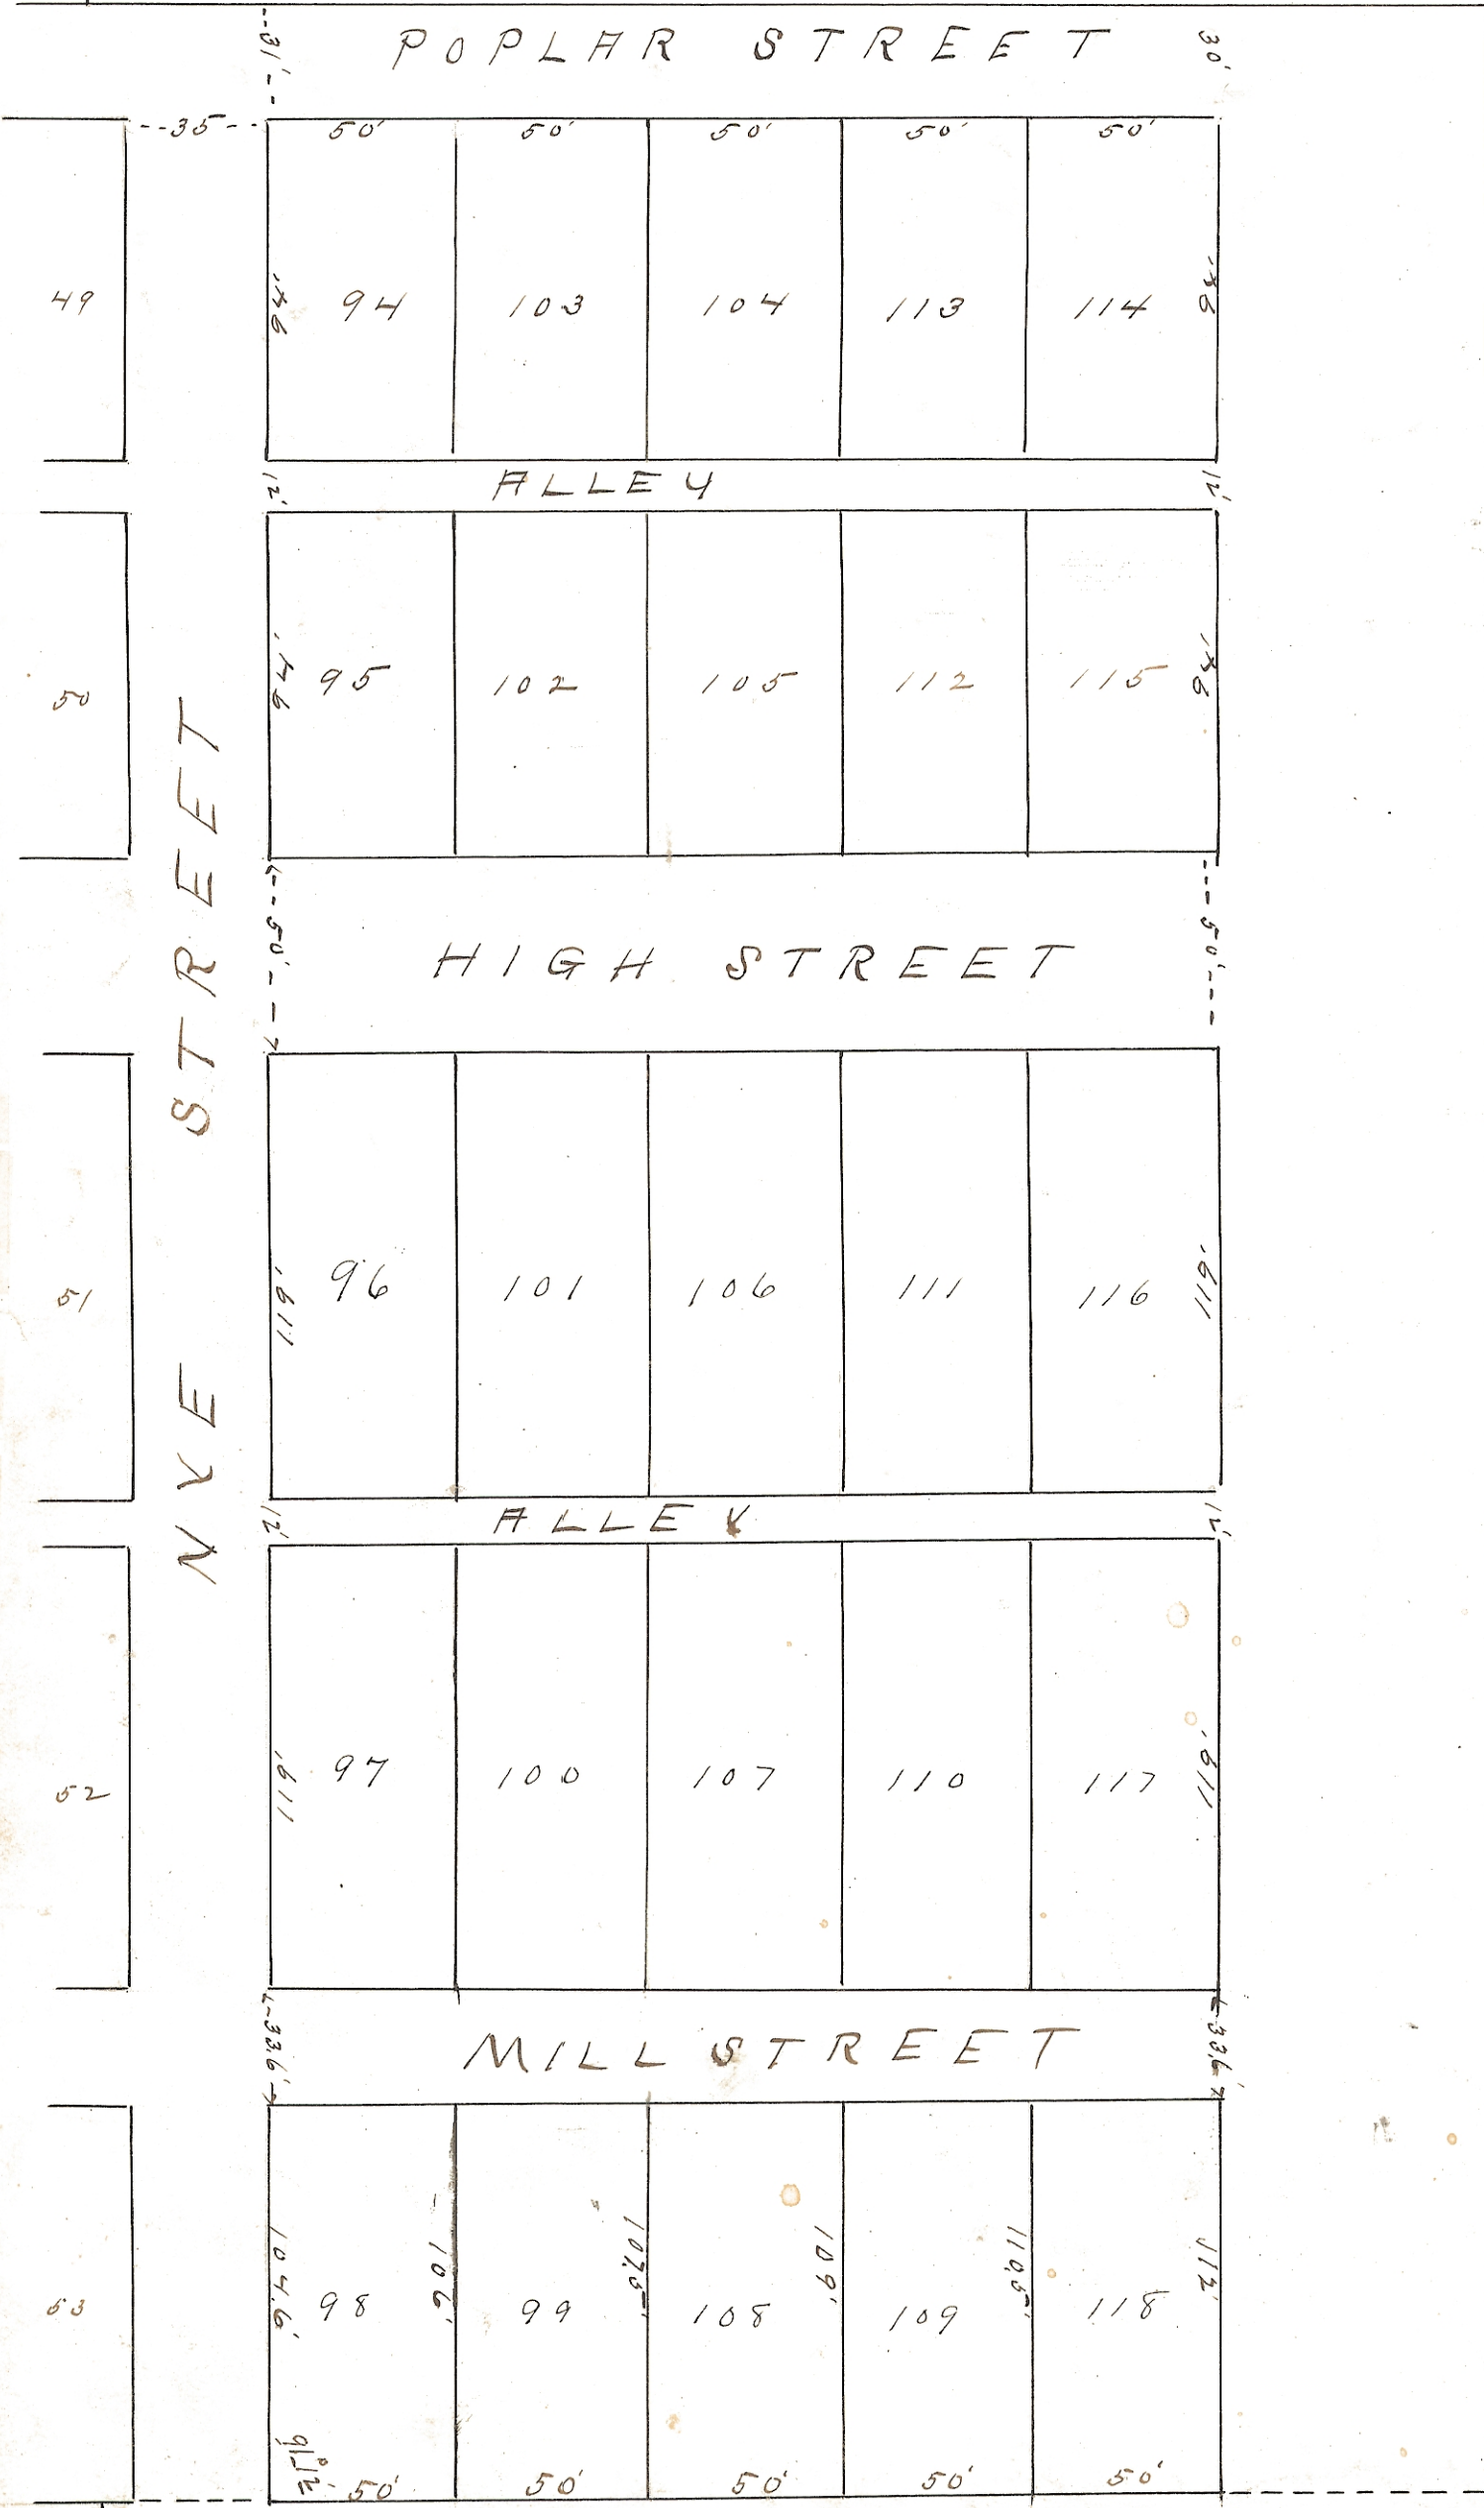 31' POPLAR STREET 30'
--35-- 50' 50' 50' 50' 50'
49 94' 94 103 104 113 114 94'
12' ALLEY 12'
50 94' 95 102 105 112 115 94'
50' HIGH STREET 50'
NYE STREET
51 119' 96 101 106 111 116 119'
12' ALLEY 12'
52 119' 97 100 107 110 117 119'
33.6' MILL STREET 33.6'
104.6' 106' 107.5' 109' 110.5' 112'
53 98 99 108 109 118
50' 50' 50' 50' 50'